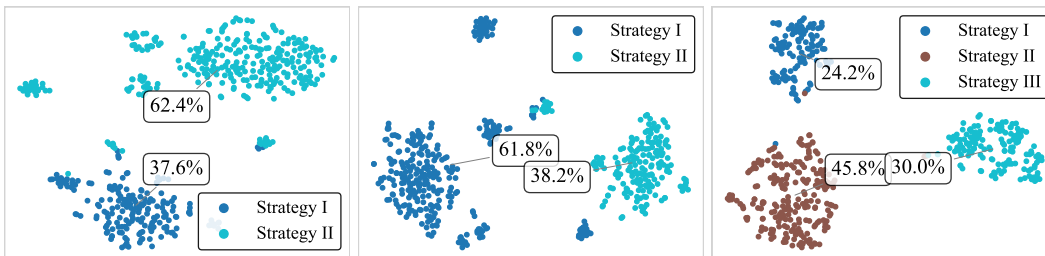 62.4%
37.6%
Strategy I
Strategy II
Strategy I
Strategy II
61.8%
38.2%
Strategy I
Strategy II
Strategy III
24.2%
45.8%
30.0%